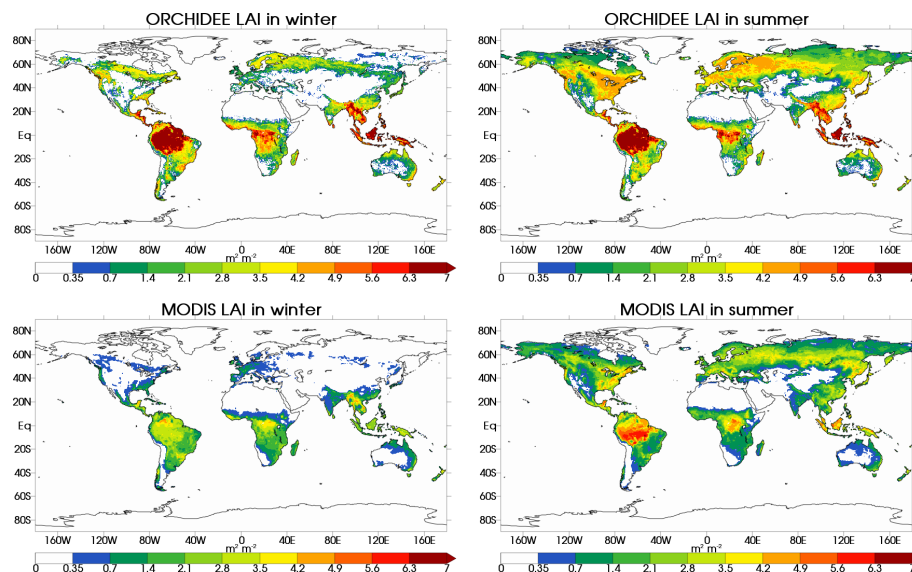 ORCHIDEE LAI in winter
80N
60N
40N
20N
Eq
20S
40S
60S
80S
160W 120W 80W 40W 0 40E 80E 120E 160E
m² m⁻²
0 0.35 0.7 1.4 2.1 2.8 3.5 4.2 4.9 5.6 6.3 7
ORCHIDEE LAI in summer
80N
60N
40N
20N
Eq
20S
40S
60S
80S
160W 120W 80W 40W 0 40E 80E 120E 160E
m² m⁻²
0 0.35 0.7 1.4 2.1 2.8 3.5 4.2 4.9 5.6 6.3 7
MODIS LAI in winter
80N
60N
40N
20N
Eq
20S
40S
60S
80S
160W 120W 80W 40W 0 40E 80E 120E 160E
m² m⁻²
0 0.35 0.7 1.4 2.1 2.8 3.5 4.2 4.9 5.6 6.3 7
MODIS LAI in summer
80N
60N
40N
20N
Eq
20S
40S
60S
80S
160W 120W 80W 40W 0 40E 80E 120E 160E
m² m⁻²
0 0.35 0.7 1.4 2.1 2.8 3.5 4.2 4.9 5.6 6.3 7